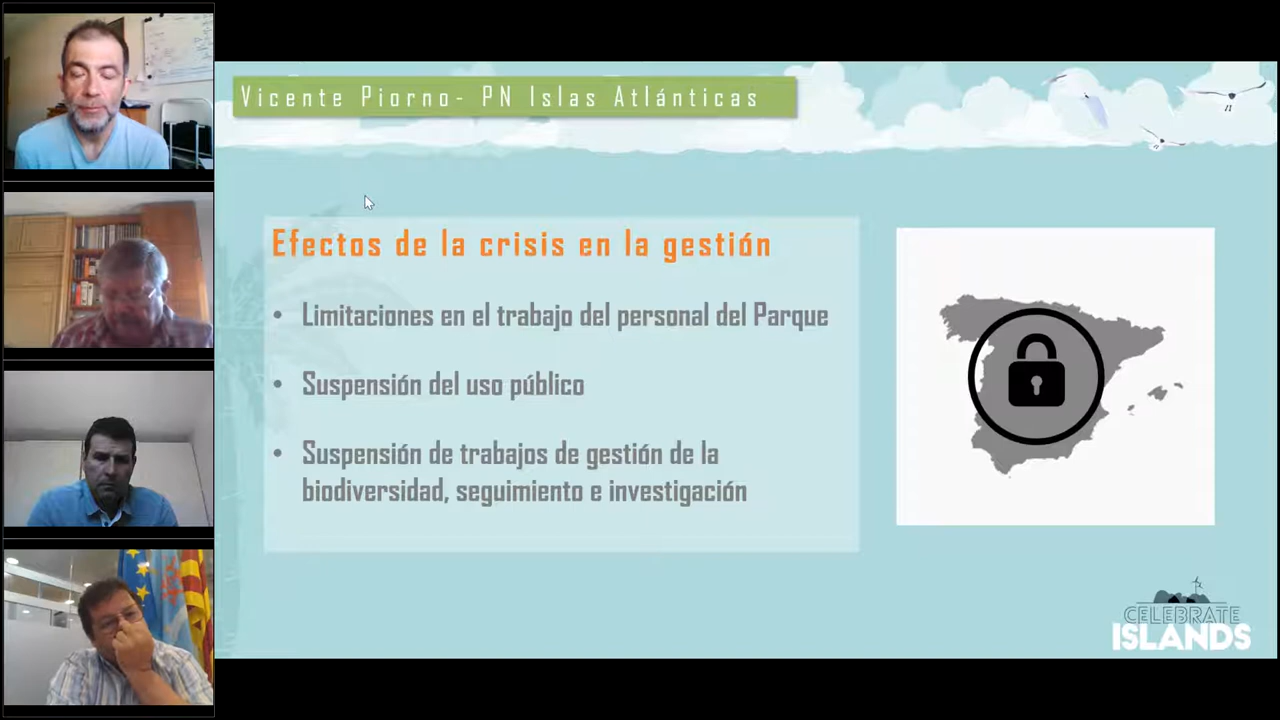 Vicente Piorno- PN Islas Atlánticas
Efectos de la crisis en la gestión
• Limitaciones en el trabajo del personal del Parque
• Suspensión del uso público
• Suspensión de trabajos de gestión de la
biodiversidad, seguimiento e investigación
CELEBRATE
ISLANDS